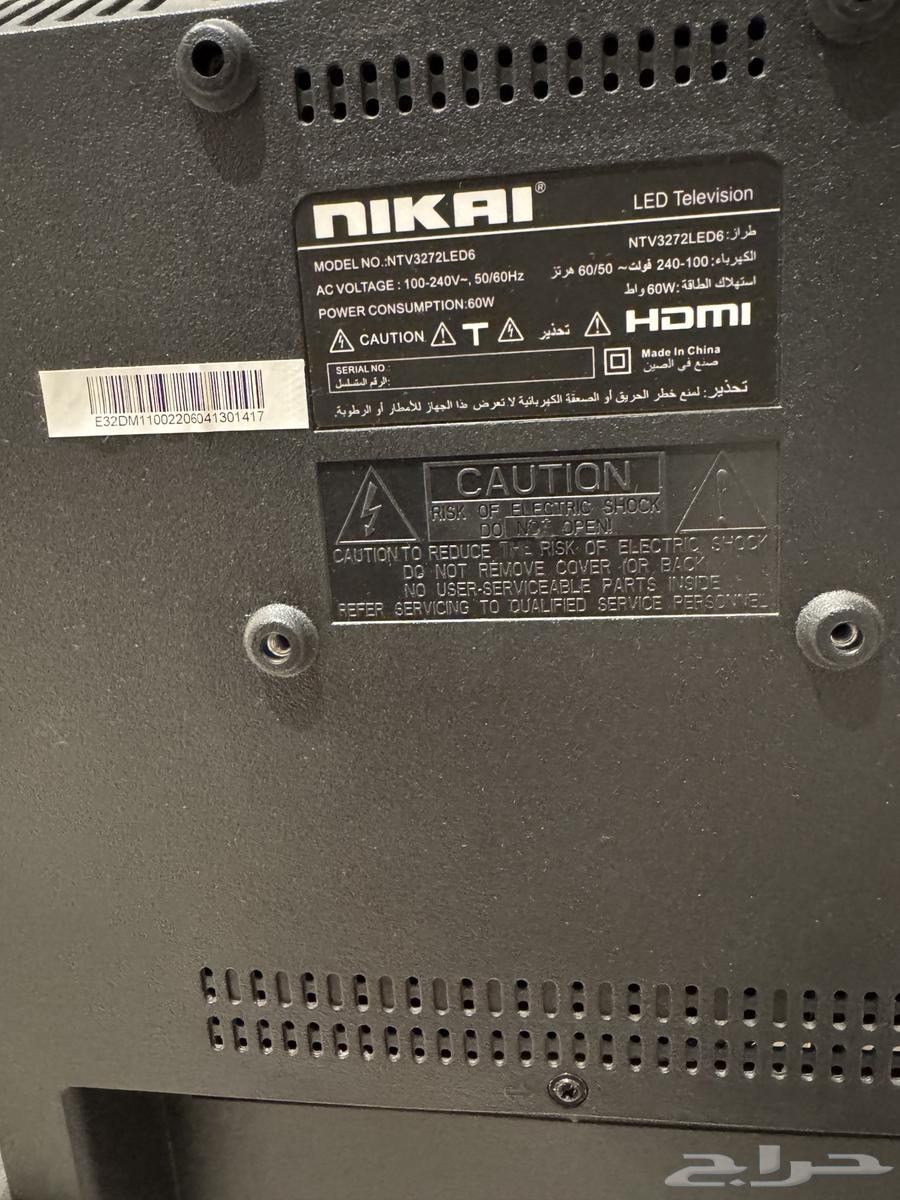 NIKAI®
LED Television
MODEL NO.:NTV3272LED6
طراز: NTV3272LED6
AC VOLTAGE : 100-240V~, 50/60Hz
الكهرباء: 100-240 فولت~ 60/50 هرتز
POWER CONSUMPTION:60W
استهلاك الطاقة: 60W واط
CAUTION T تحذير HDMI
SERIAL NO.:
الرقم المتسلسل:
Made In China
صنع في الصين
تحذير: لمنع خطر الحريق أو الصعقة الكهربائية لا تعرض هذا الجهاز للأمطار أو الرطوبة.
E32DM11002206041301417
CAUTION
RISK OF ELECTRIC SHOCK
DO NOT OPEN!
CAUTION TO REDUCE THE RISK OF ELECTRIC SHOCK
DO NOT REMOVE COVER (OR BACK
NO USER-SERVICEABLE PARTS INSIDE
REFER SERVICING TO QUALIFIED SERVICE PERSONNEL
حراج